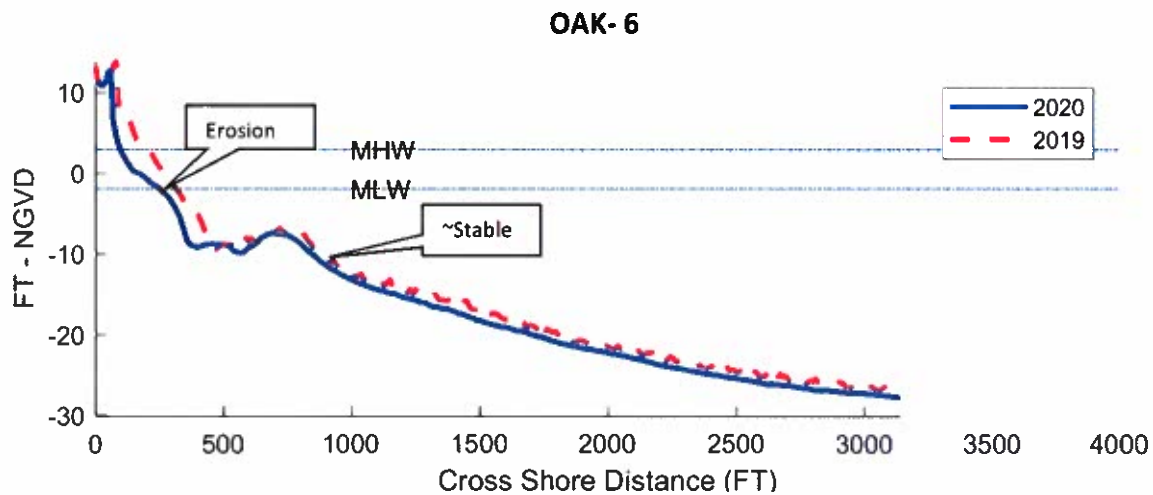 OAK- 6
2020
2019
Erosion
MHW
MLW
~Stable
FT - NGVD
10
0
-10
-20
-30
0 500 1000 1500 2000 2500 3000 3500 4000
Cross Shore Distance (FT)